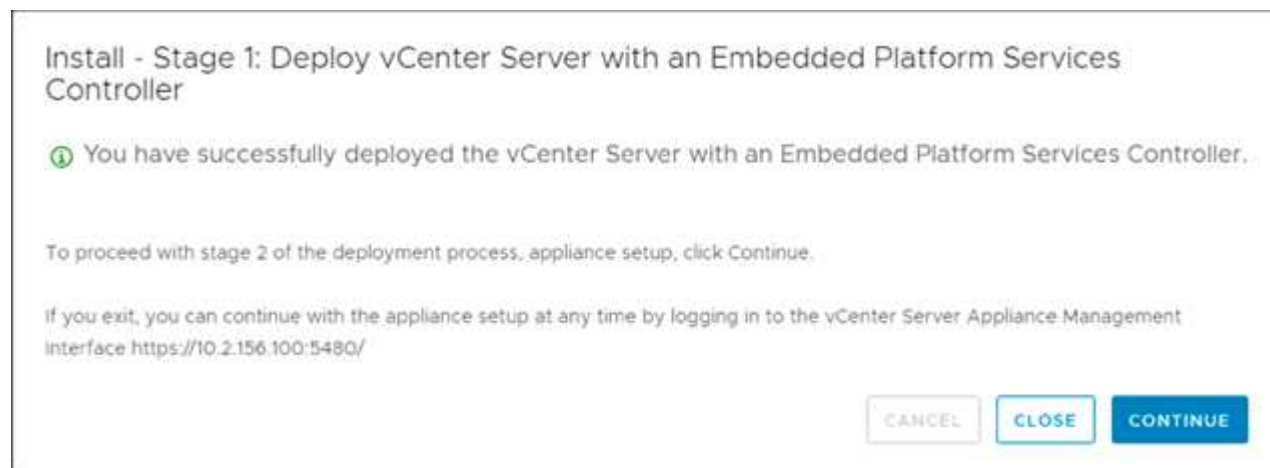 Install - Stage 1: Deploy vCenter Server with an Embedded Platform Services
Controller
You have successfully deployed the vCenter Server with an Embedded Platform Services Controller.
To proceed with stage 2 of the deployment process, appliance setup, click Continue.
If you exit, you can continue with the appliance setup at any time by logging in to the vCenter Server Appliance Management
Interface https://10.2.156.100:5480/
CANCEL CLOSE CONTINUE